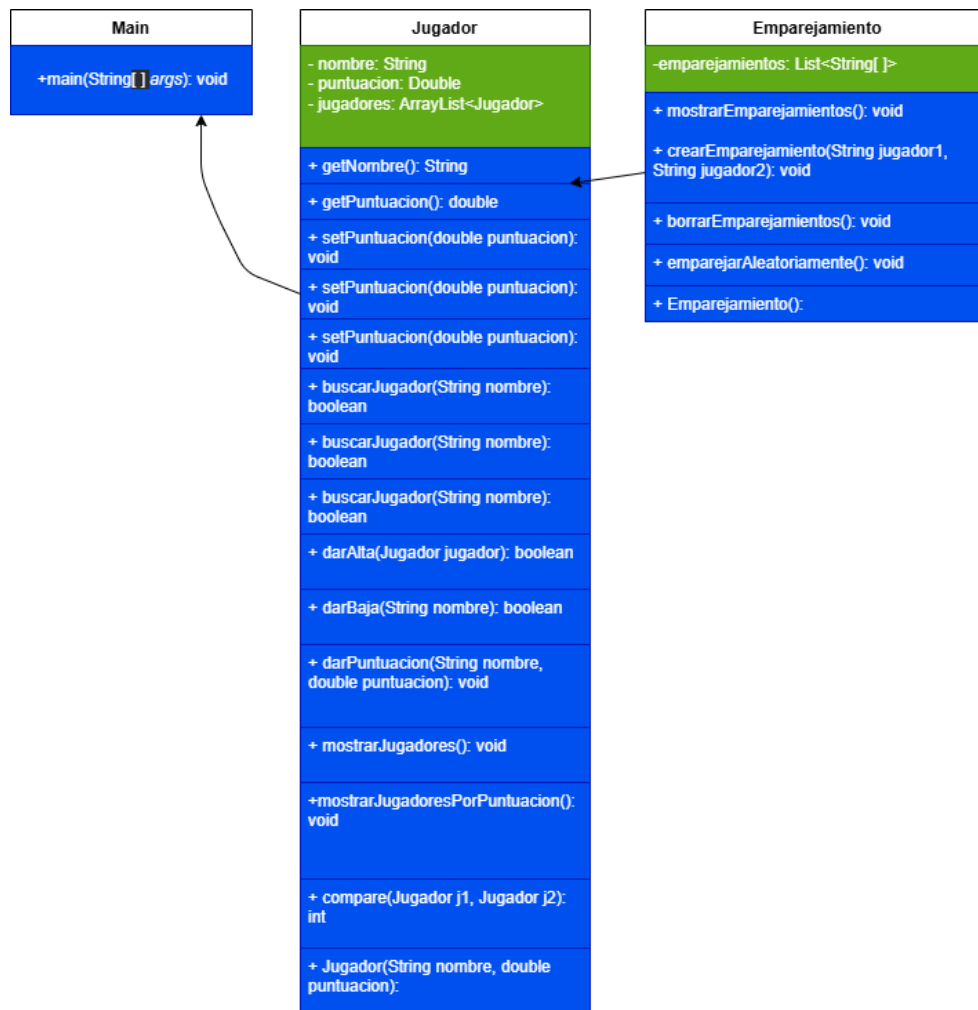 Main
+main(String[ ] args): void
Jugador
- nombre: String
- puntuacion: Double
- jugadores: ArrayList<Jugador>
+ getNombre(): String
+ getPuntuacion(): double
+ setPuntuacion(double puntuacion):
void
+ setPuntuacion(double puntuacion):
void
+ setPuntuacion(double puntuacion):
void
+ buscarJugador(String nombre):
boolean
+ buscarJugador(String nombre):
boolean
+ buscarJugador(String nombre):
boolean
+ darAlta(Jugador jugador): boolean
+ darBaja(String nombre): boolean
+ darPuntuacion(String nombre,
double puntuacion): void
+ mostrarJugadores(): void
+mostrarJugadoresPorPuntuacion():
void
+ compare(Jugador j1, Jugador j2):
int
+ Jugador(String nombre, double
puntuacion):
Emparejamiento
-emparejamientos: List<String[ ]>
+ mostrarEmparejamientos(): void
+ crearEmparejamiento(String jugador1,
String jugador2): void
+ borrarEmparejamientos(): void
+ emparejarAleatoriamente(): void
+ Emparejamiento():